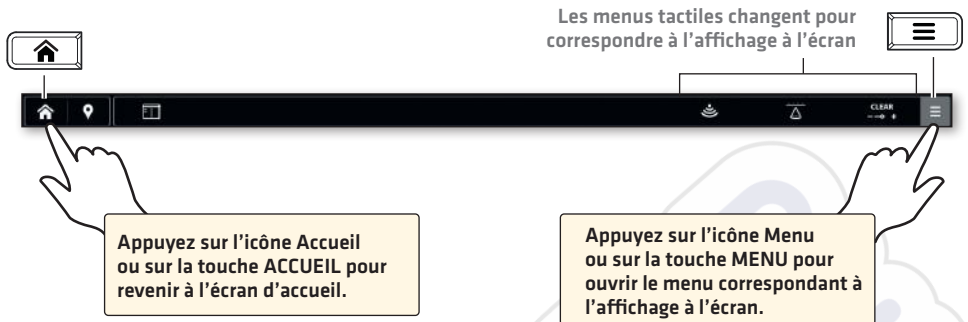 Les menus tactiles changent pour
correspondre à l'affichage à l'écran
CLEAR
Appuyez sur l'icône Accueil
ou sur la touche ACCUEIL pour
revenir à l'écran d'accueil.
Appuyez sur l'icône Menu
ou sur la touche MENU pour
ouvrir le menu correspondant à
l'affichage à l'écran.